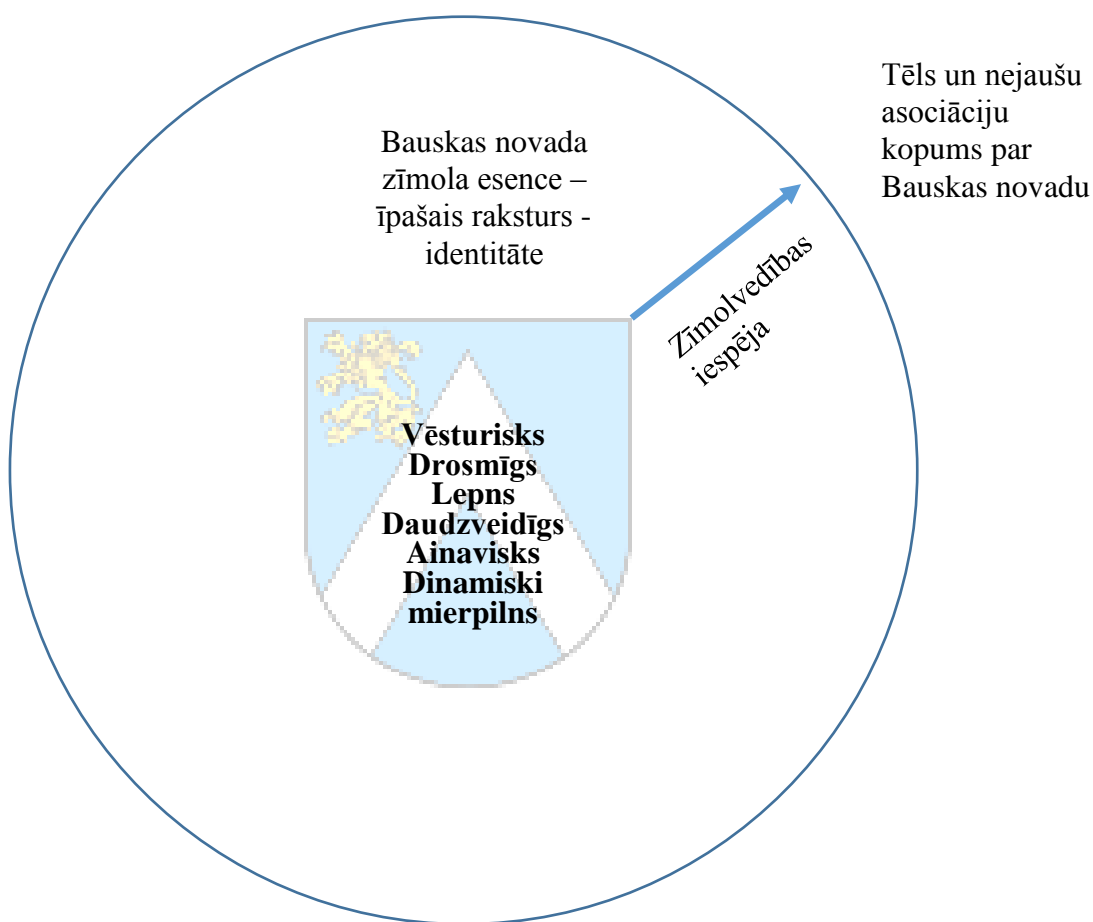 Bauskas novada
zīmola esence –
īpašais raksturs -
identitāte
Tēls un nejaušu
asociāciju
kopums par
Bauskas novadu
Zīmolvedības
iespēja
Vēsturisks
Drosmīgs
Lepns
Daudzveidīgs
Ainavisks
Dinamiski
mierpilns